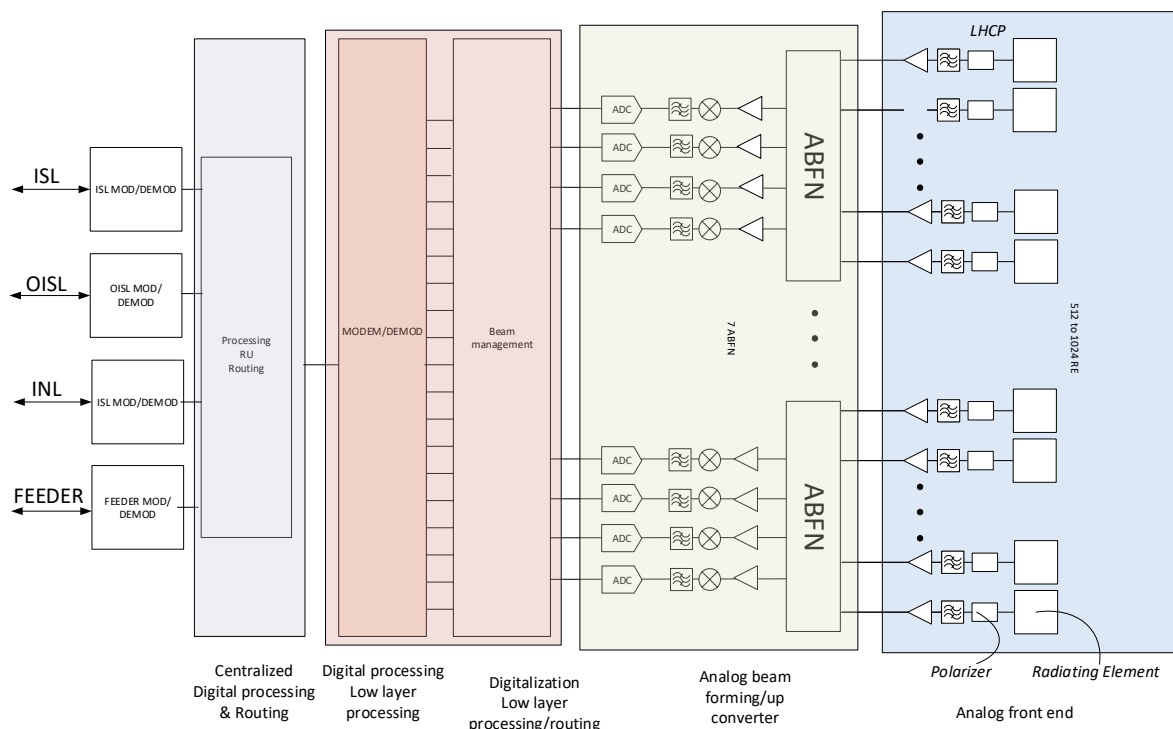 LHCP
ISL
ISL MOD/DEMOD
OISL
OISL MOD/
DEMOD
INL
ISL MOD/DEMOD
FEEDER
FEEDER MOD/
DEMOD
Processing
RU
Routing
MODEM/DEMOD
Beam
management
ADC
ADC
ADC
ADC
ADC
ADC
ADC
ADC
ABFN
7 ABFN
ABFN
512 to 1024 RE
Polarizer
Radiating Element
Centralized
Digital processing
& Routing
Digital processing
Low layer
processing
Digitalization
Low layer
processing/routing
Analog beam
forming/up
converter
Analog front end